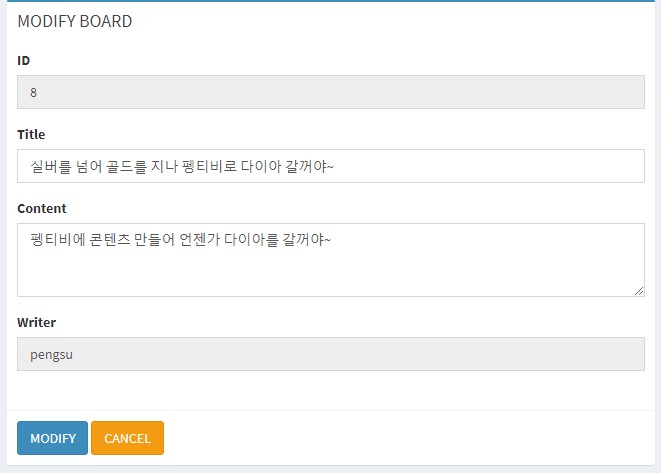 MODIFY BOARD
ID
8
Title
실버를 넘어 골드를 지나 펭티비로 다이아 갈꺼야~
Content
펭티비에 콘텐츠 만들어 언젠가 다이아를 갈꺼야~
Writer
pengsu
MODIFY CANCEL